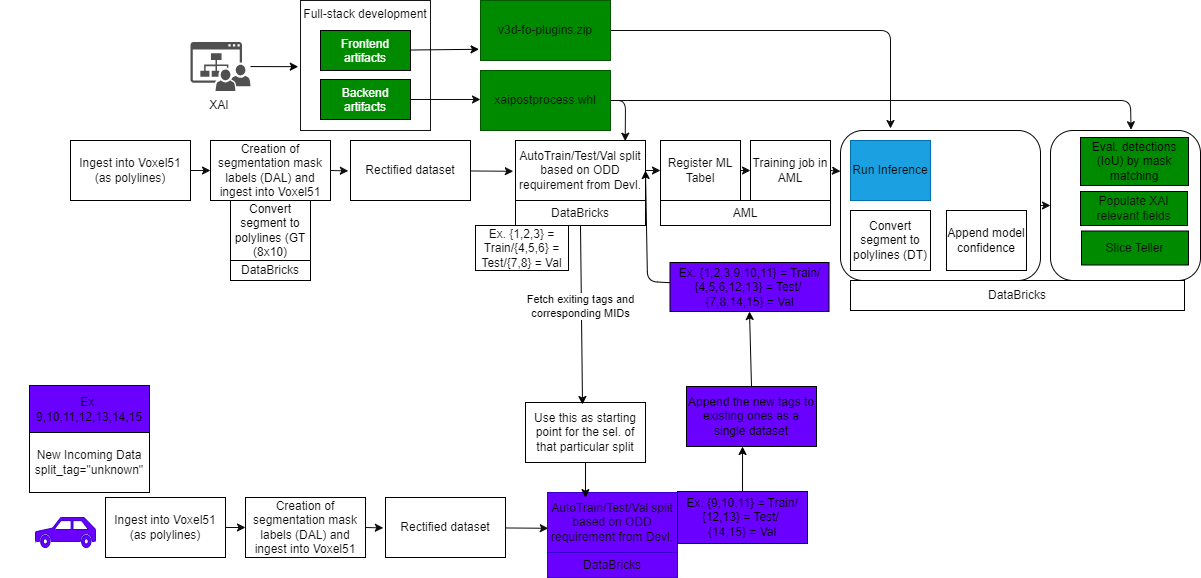 Full-stack development
Frontend
artifacts
Backend
artifacts
XAI
v3d-fo-plugins.zip
xaipostprocess.whl
Ingest into Voxel51
(as polylines)
Creation of
segmentation mask
labels (DAL) and
ingest into Voxel51
Convert
segment to
polylines (GT
(8x10)
DataBricks
Rectified dataset
AutoTrain/Test/Val split
based on ODD
requirement from Devl.
DataBricks
Ex. {1,2,3} =
Train/{4,5,6} =
Test/{7,8} = Val
Register ML
Tabel
Training job in
AML
AML
Run Inference
Convert
segment to
polylines (DT)
Append model
confidence
Eval. detections
(IoU) by mask
matching
Populate XAI
relevant fields
Slice Teller
DataBricks
Ex. {1,2,3,9,10,11} = Train/
{4,5,6,12,13} = Test/
{7,8,14,15} = Val
Fetch exiting tags and
corresponding MIDs
Ex.
9,10,11,12,13,14,15
New Incoming Data
split_tag="unknown"
Use this as starting
point for the sel. of
that particular split
Append the new tags to
existing ones as a
single dataset
Ingest into Voxel51
(as polylines)
Creation of
segmentation mask
labels (DAL) and
ingest into Voxel51
Rectified dataset
AutoTrain/Test/Val split
based on ODD
requirement from Devl.
DataBricks
Ex. {9,10,11} = Train/
{12,13} = Test/
{14,15} = Val